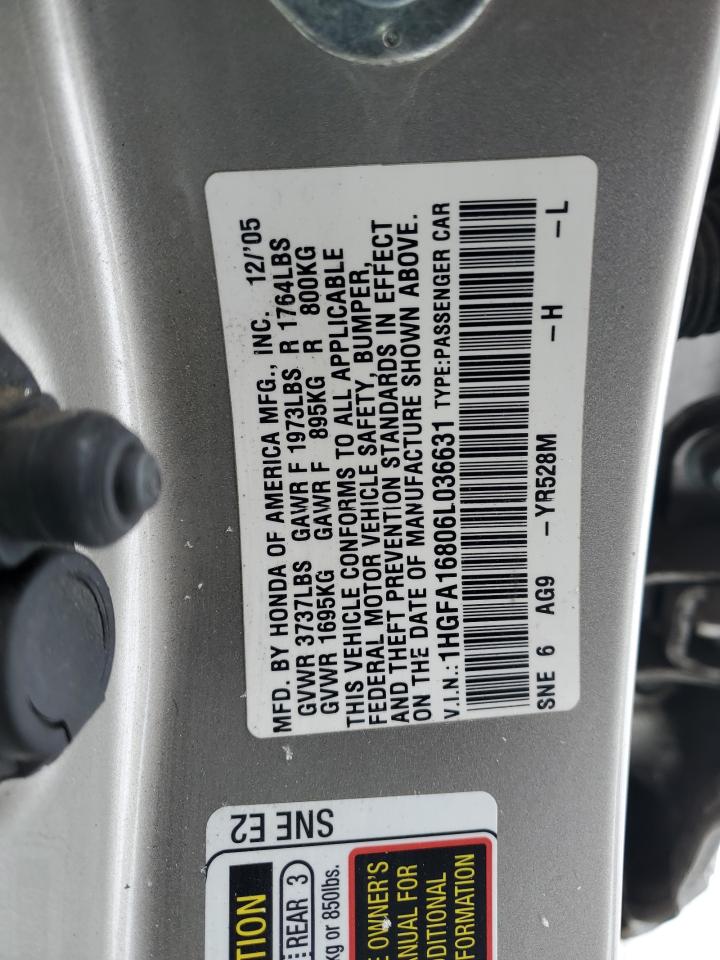 MFD. BY HONDA OF AMERICA MFG., INC. 12/'05
GVWR 3737LBS GAWR F 1973LBS R 1764LBS
GVWR 1695KG GAWR F 895KG R 800KG
THIS VEHICLE CONFORMS TO ALL APPLICABLE
FEDERAL MOTOR VEHICLE SAFETY, BUMPER,
AND THEFT PREVENTION STANDARDS IN EFFECT
ON THE DATE OF MANUFACTURE SHOWN ABOVE.
V.I.N.: 1HGFA16806L036631 TYPE:PASSENGER CAR
SNE 6 AG9 -YR528M -H -L
SNE E2
REAR 3
kg or 850lbs.
OWNER'S
FOR